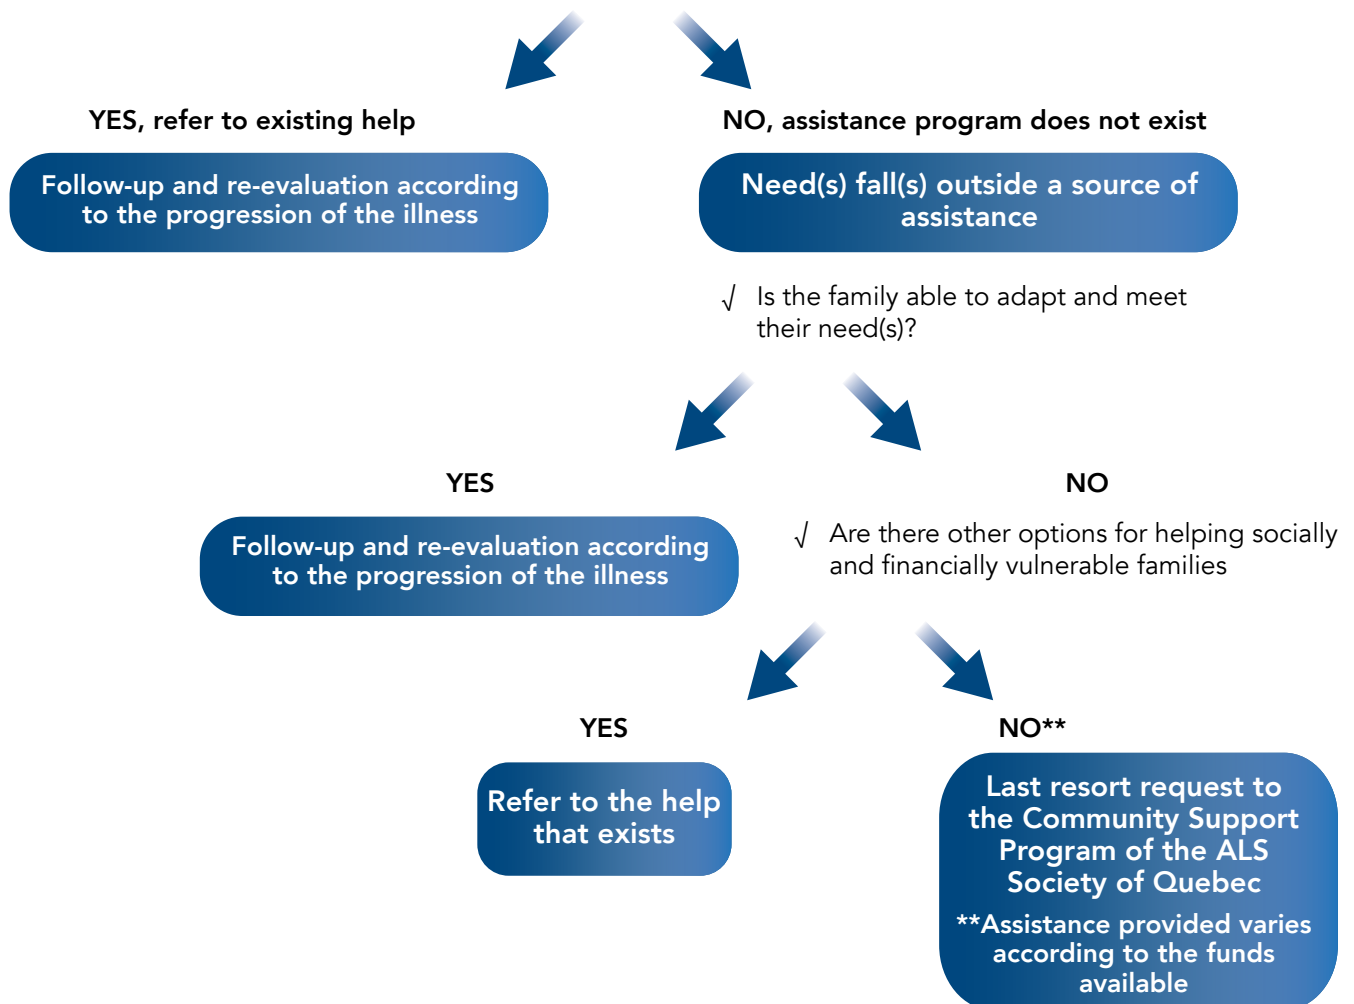 YES, refer to existing help
Follow-up and re-evaluation according
to the progression of the illness
NO, assistance program does not exist
Need(s) fall(s) outside a source of
assistance
√ Is the family able to adapt and meet
their need(s)?
YES
Follow-up and re-evaluation according
to the progression of the illness
NO
√ Are there other options for helping socially
and financially vulnerable families
YES
Refer to the help
that exists
NO**
Last resort request to
the Community Support
Program of the ALS
Society of Quebec
**Assistance provided varies
according to the funds
available